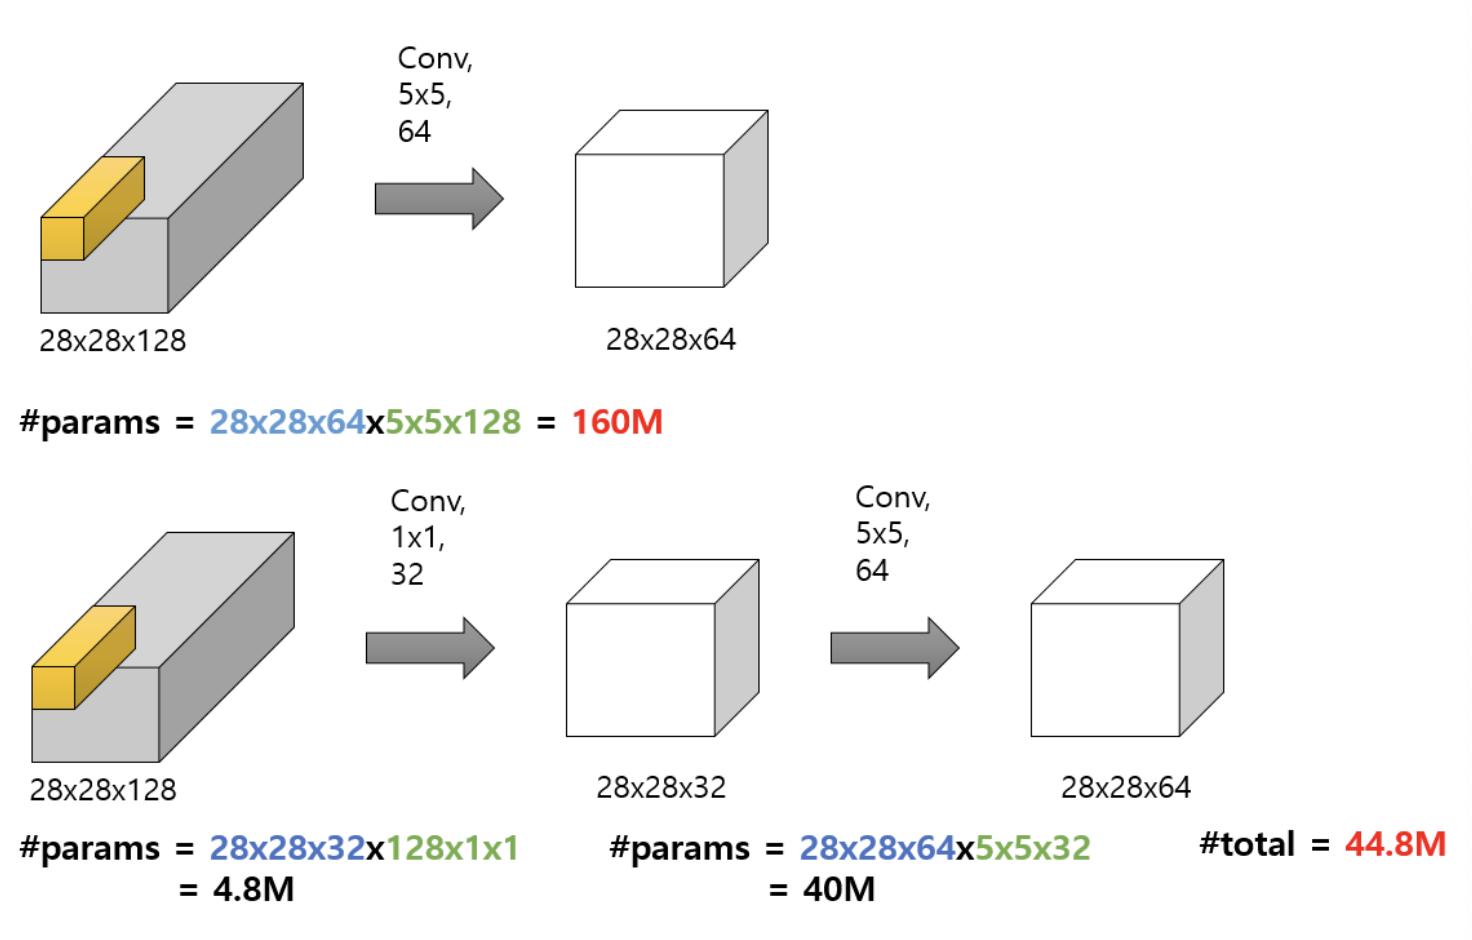 Conv,
5x5,
64
28x28x128
28x28x64
#params = 28x28x64x5x5x128 = 160M
Conv,
1x1,
32
Conv,
5x5,
64
28x28x128
28x28x32
28x28x64
#params = 28x28x32x128x1x1
= 4.8M
#params = 28x28x64x5x5x32
= 40M
#total = 44.8M